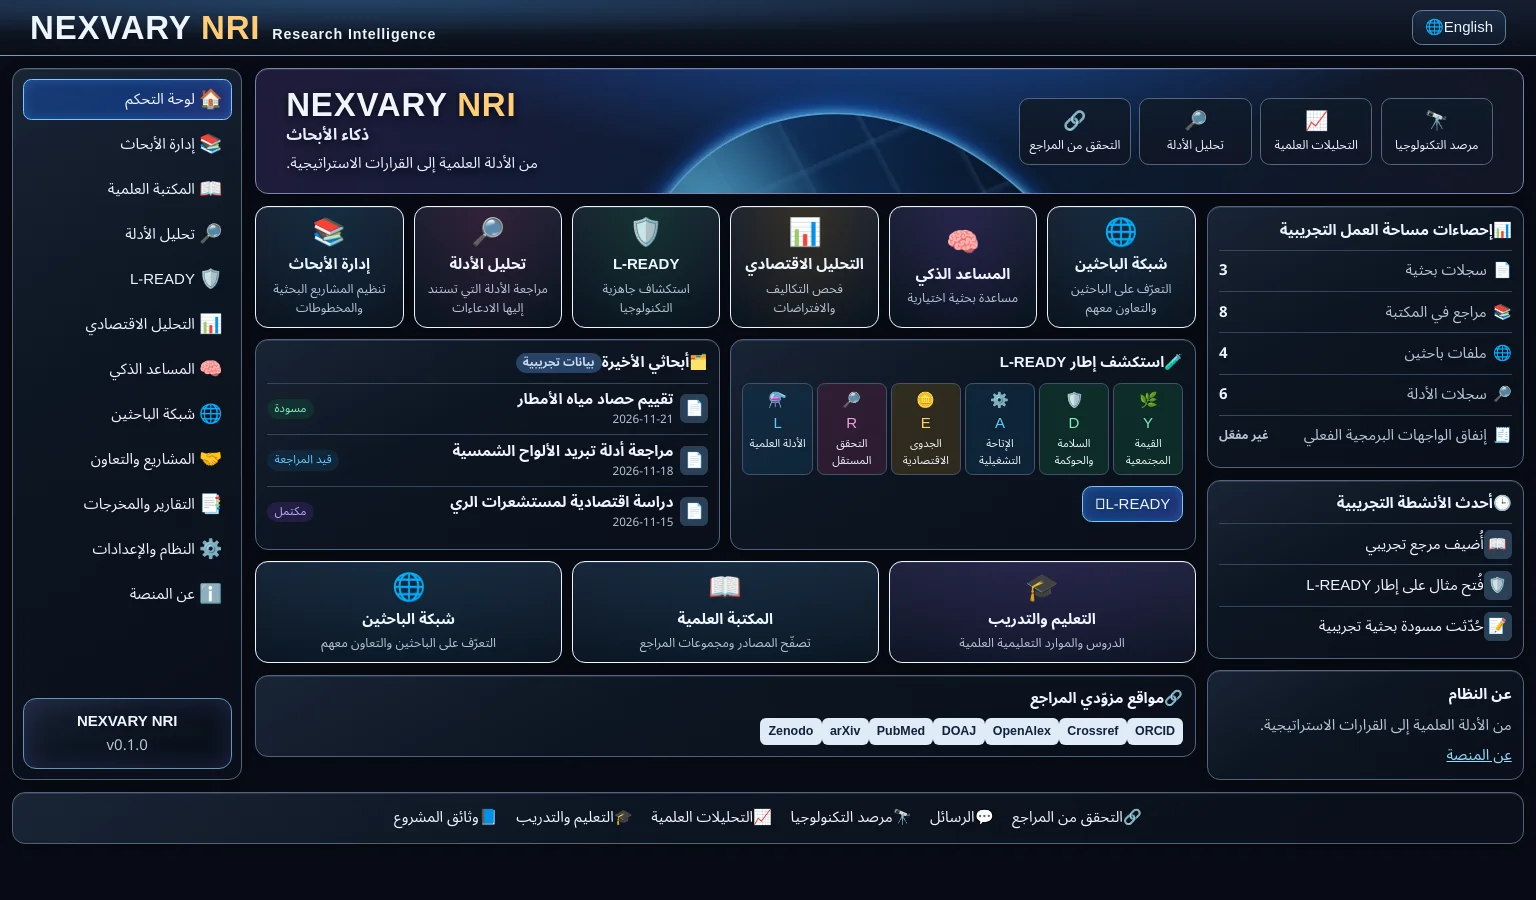 NEXVARY NRI Research Intelligence
English
لوحة التحكم
إدارة الأبحاث
المكتبة العلمية
تحليل الأدلة
L-READY
التحليل الاقتصادي
المساعد الذكي
شبكة الباحثين
المشاريع والتعاون
التقارير والمخرجات
النظام والإعدادات
عن المنصة
NEXVARY NRI
v0.1.0
NEXVARY NRI
ذكاء الأبحاث
من الأدلة العلمية إلى القرارات الاستراتيجية.
مرصد التكنولوجيا
التحليلات العلمية
تحليل الأدلة
التحقق من المراجع
شبكة الباحثين
التعرّف على الباحثين
والتعاون معهم
المساعد الذكي
مساعدة بحثية اختيارية
التحليل الاقتصادي
فحص التكاليف
والافتراضات
L-READY
استكشاف جاهزية
التكنولوجيا
تحليل الأدلة
مراجعة الأدلة التي تستند
إليها الادعاءات
إدارة الأبحاث
تنظيم المشاريع البحثية
والمخطوطات
إحصاءات مساحة العمل التجريبية
سجلات بحثية 3
مراجع في المكتبة 8
ملفات باحثين 4
سجلات الأدلة 6
إنفاق الواجهات البرمجية الفعلي غير مفعّل
استكشف إطار L-READY
Y
القيمة
المجتمعية
D
السلامة
والحوكمة
A
الإتاحة
التشغيلية
E
الجدوى
الاقتصادية
R
التحقق
المستقل
L
الأدلة العلمية
L-READY
أبحاثي الأخيرة بيانات تجريبية
تقييم حصاد مياه الأمطار
2026-11-21
مسودة
مراجعة أدلة تبريد الألواح الشمسية
2026-11-18
قيد المراجعة
دراسة اقتصادية لمستشعرات الري
2026-11-15
مكتمل
أحدث الأنشطة التجريبية
أُضيف مرجع تجريبي
فُتح مثال على إطار L-READY
حُدّثت مسودة بحثية تجريبية
التعليم والتدريب
الدروس والموارد التعليمية العلمية
المكتبة العلمية
تصفّح المصادر ومجموعات المراجع
شبكة الباحثين
التعرّف على الباحثين والتعاون معهم
مواقع مزوّدي المراجع
ORCID Crossref OpenAlex DOAJ PubMed arXiv Zenodo
عن النظام
من الأدلة العلمية إلى القرارات الاستراتيجية.
عن المنصة
التحقق من المراجع الرسائل مرصد التكنولوجيا التحليلات العلمية التعليم والتدريب وثائق المشروع